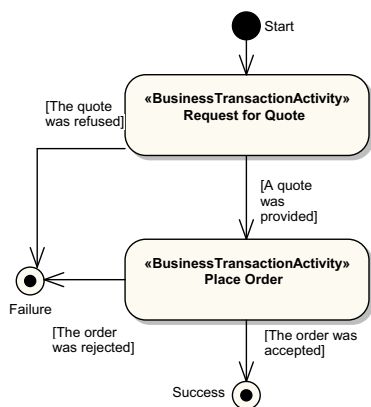 Start
«BusinessTransactionActivity»
Request for Quote
[The quote
was refused]
[A quote
was
provided]
«BusinessTransactionActivity»
Place Order
Failure
[The order
was rejected]
[The order was
accepted]
Success